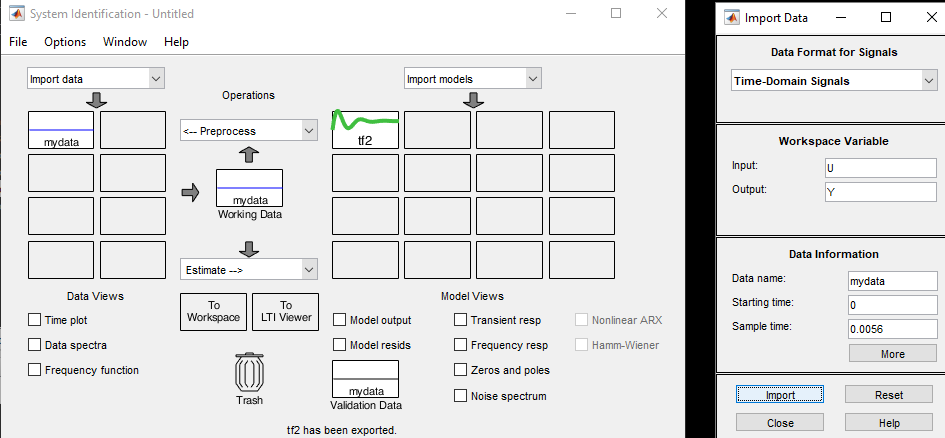 System Identification - Untitled
File Options Window Help
Import data
Import models
Operations
<-- Preprocess
mydata
tf2
mydata
Working Data
Estimate -->
Data Views
Model Views
To Workspace
To LTI Viewer
Time plot
Data spectra
Frequency function
Model output
Model resids
Transient resp
Frequency resp
Zeros and poles
Noise spectrum
Nonlinear ARX
Hamm-Wiener
Trash
mydata
Validation Data
tf2 has been exported.
Import Data
Data Format for Signals
Time-Domain Signals
Workspace Variable
Input: U
Output: Y
Data Information
Data name: mydata
Starting time: 0
Sample time: 0.0056
More
Import Reset
Close Help